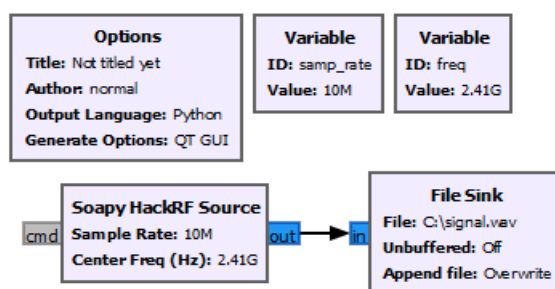 Options
Title: Not titled yet
Author: normal
Output Language: Python
Generate Options: QT GUI
Variable
ID: samp_rate
Value: 10M
Variable
ID: freq
Value: 2.41G
cmd
Soapy HackRF Source
Sample Rate: 10M
Center Freq (Hz): 2.41G
out
in
File Sink
File: C:\signal.wav
Unbuffered: Off
Append file: Overwrite